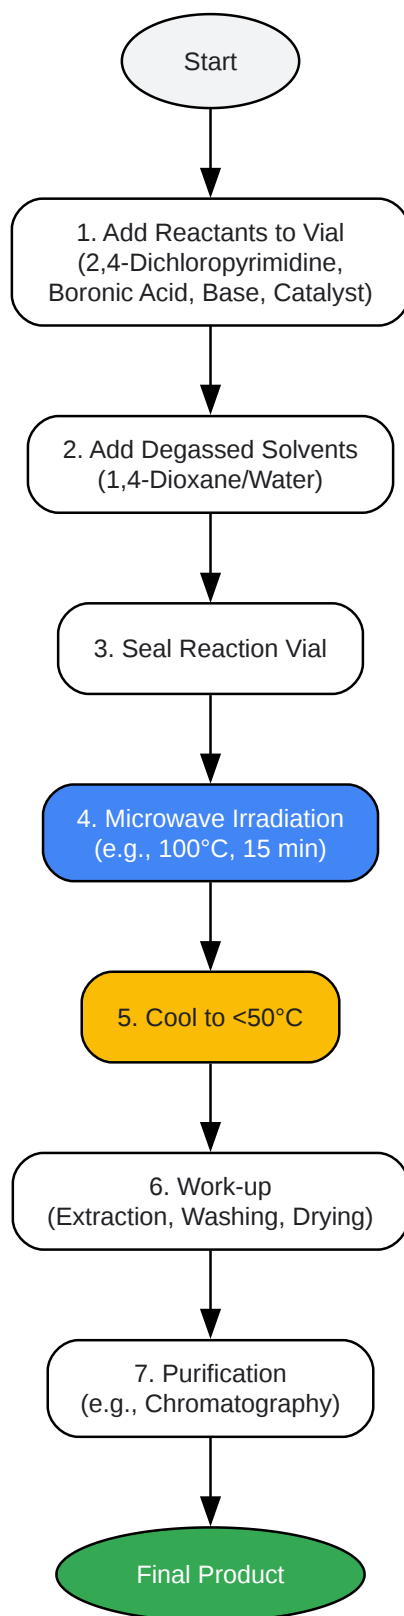 Start
1. Add Reactants to Vial
(2,4-Dichloropyrimidine,
Boronic Acid, Base, Catalyst)
2. Add Degassed Solvents
(1,4-Dioxane/Water)
3. Seal Reaction Vial
4. Microwave Irradiation
(e.g., 100°C, 15 min)
5. Cool to <50°C
6. Work-up
(Extraction, Washing, Drying)
7. Purification
(e.g., Chromatography)
Final Product